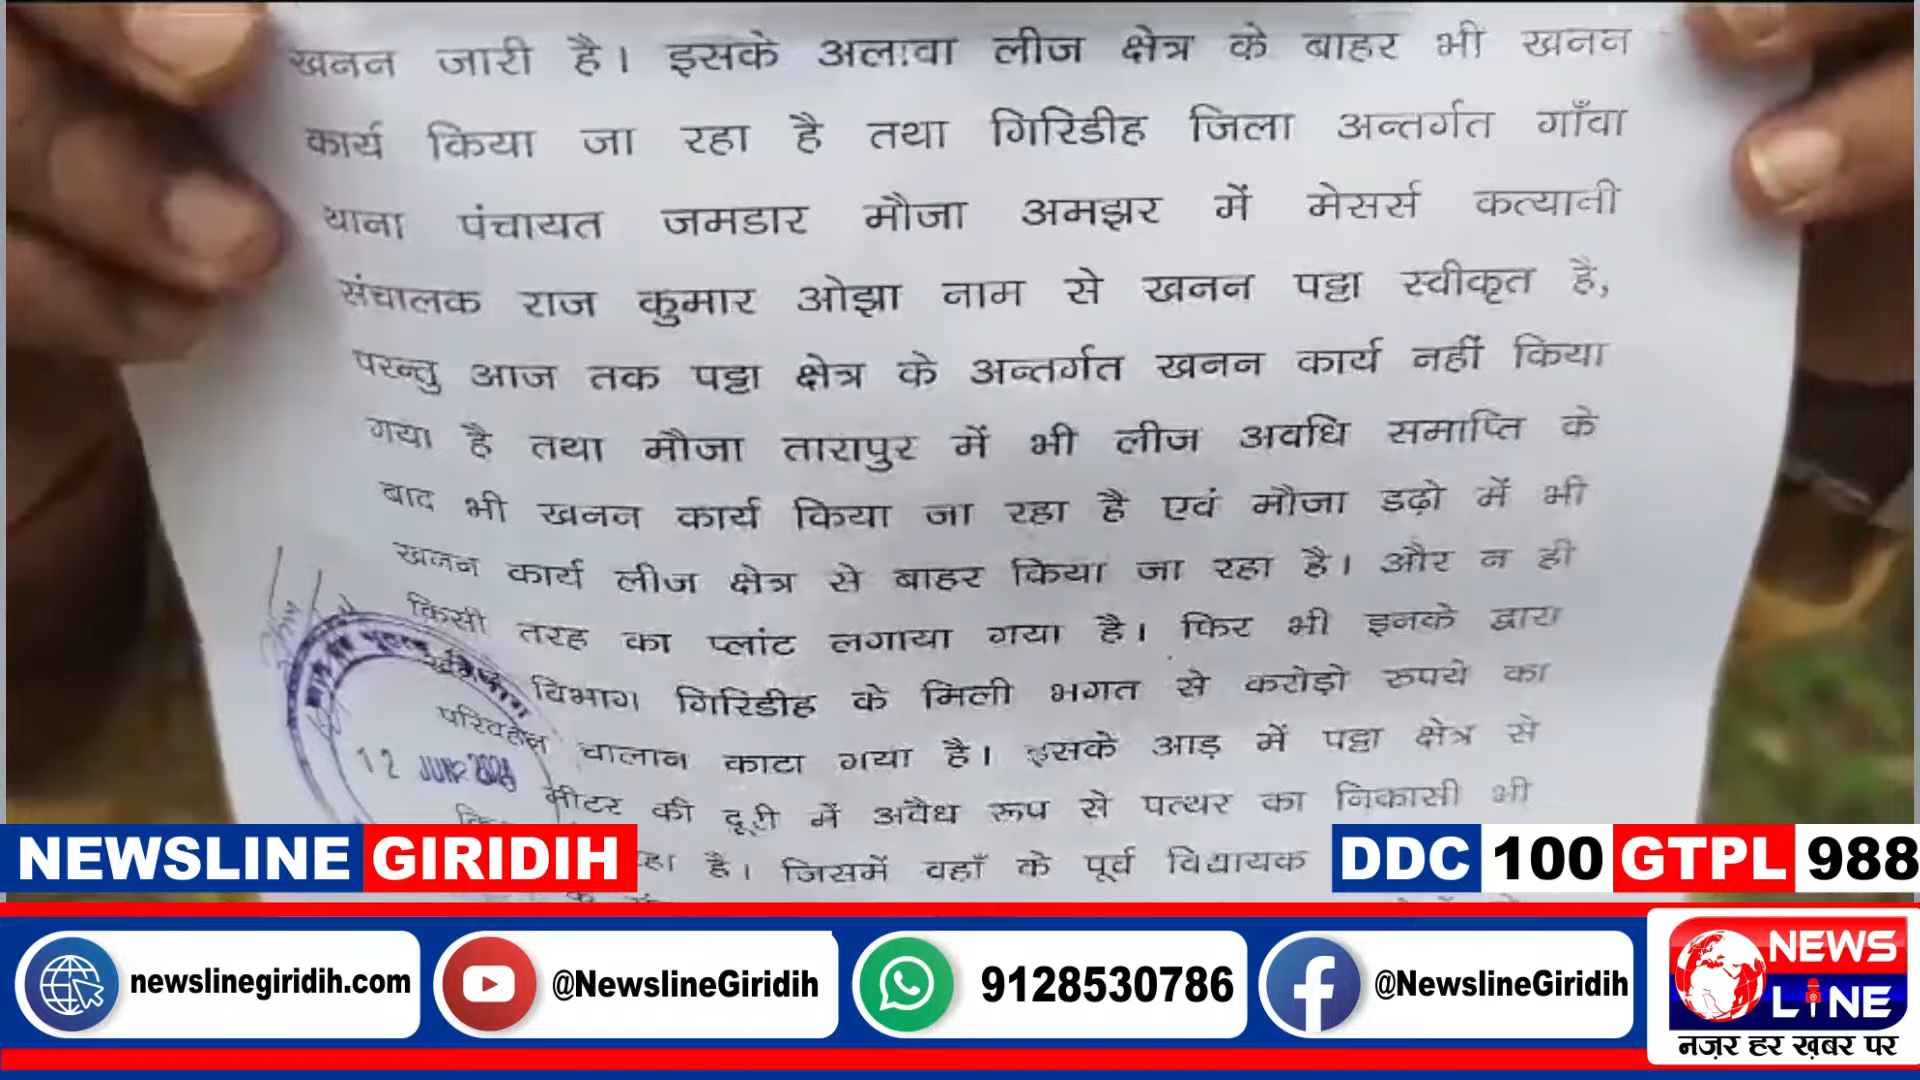 खनन जारी है। इसके अलावा लीज क्षेत्र के बाहर भी खनन
कार्य किया जा रहा है तथा गिरिडीह जिला अन्तर्गत गाँवा
थाना पंचायत जमडार मौजा अमझर में मेसर्स कत्यानी
संचालक राज कुमार ओझा नाम से खनन पट्टा स्वीकृत है,
परन्तु आज तक पट्टा क्षेत्र के अन्तर्गत खनन कार्य नहीं किया
गया है तथा मौजा तारापुर में भी लीज अवधि समाप्ति के
बाद भी खनन कार्य किया जा रहा है एवं मौजा डढ़ो में भी
खनन कार्य लीज क्षेत्र से बाहर किया जा रहा है। और न ही
किसी तरह का प्लांट लगाया गया है। फिर भी इनके द्वारा
विभाग गिरिडीह के मिली भगत से करोड़ो रुपये का
परिवहन चालान काटा गया है। इसके आड़ में पट्टा क्षेत्र से
12 JUN
मीटर की दूरी में अवैध रूप से पत्थर का निकासी भी
रहा है। जिसमें वहाँ के पूर्व विधायक
NEWSLINE GIRIDIH
DDC 100 GTPL 988
newslinegiridih.com
@NewslineGiridih
9128530786
@NewslineGiridih
NEWS
LINE
नज़र हर ख़बर पर